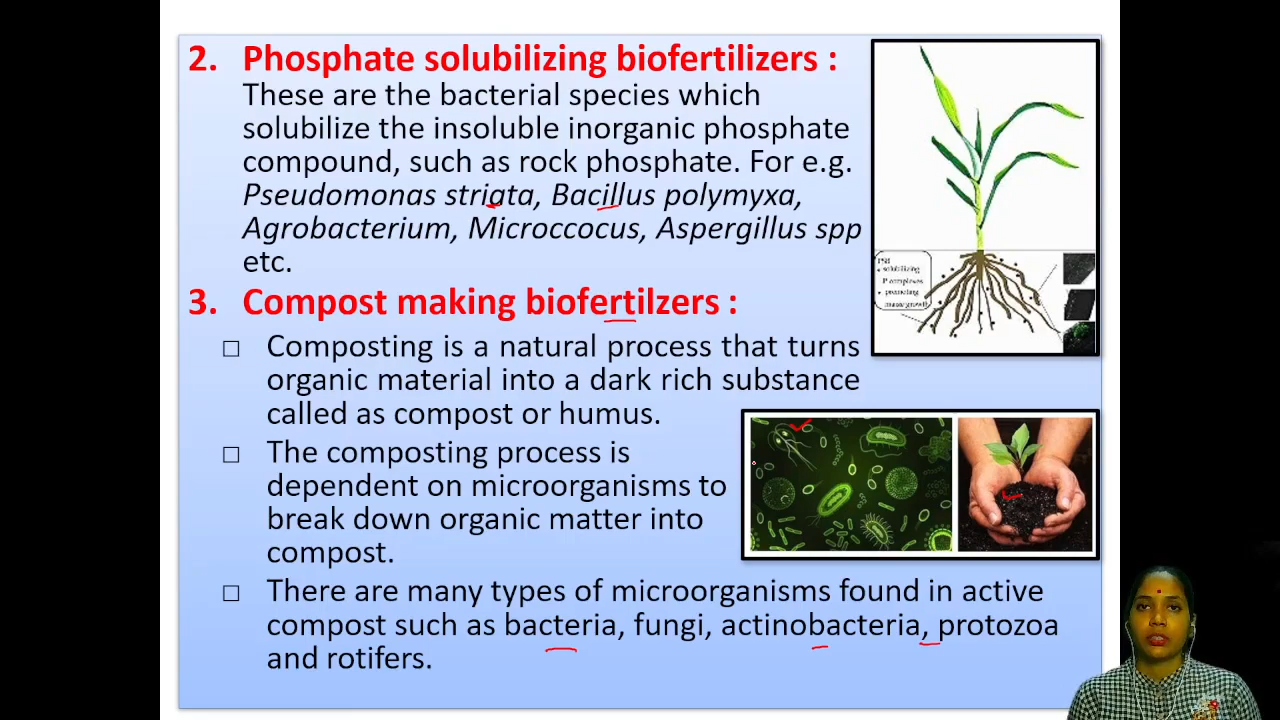 2. Phosphate solubilizing biofertilizers :
These are the bacterial species which
solubilize the insoluble inorganic phosphate
compound, such as rock phosphate. For e.g.
Pseudomonas striata, Bacillus polymyxa,
Agrobacterium, Microccocus, Aspergillus spp
etc.
solubilizing
P complexes
promoting
3. Compost making biofertilzers :
□ Composting is a natural process that turns
organic material into a dark rich substance
called as compost or humus.
□ The composting process is
dependent on microorganisms to
break down organic matter into
compost.
□ There are many types of microorganisms found in active
compost such as bacteria, fungi, actinobacteria, protozoa
and rotifers.